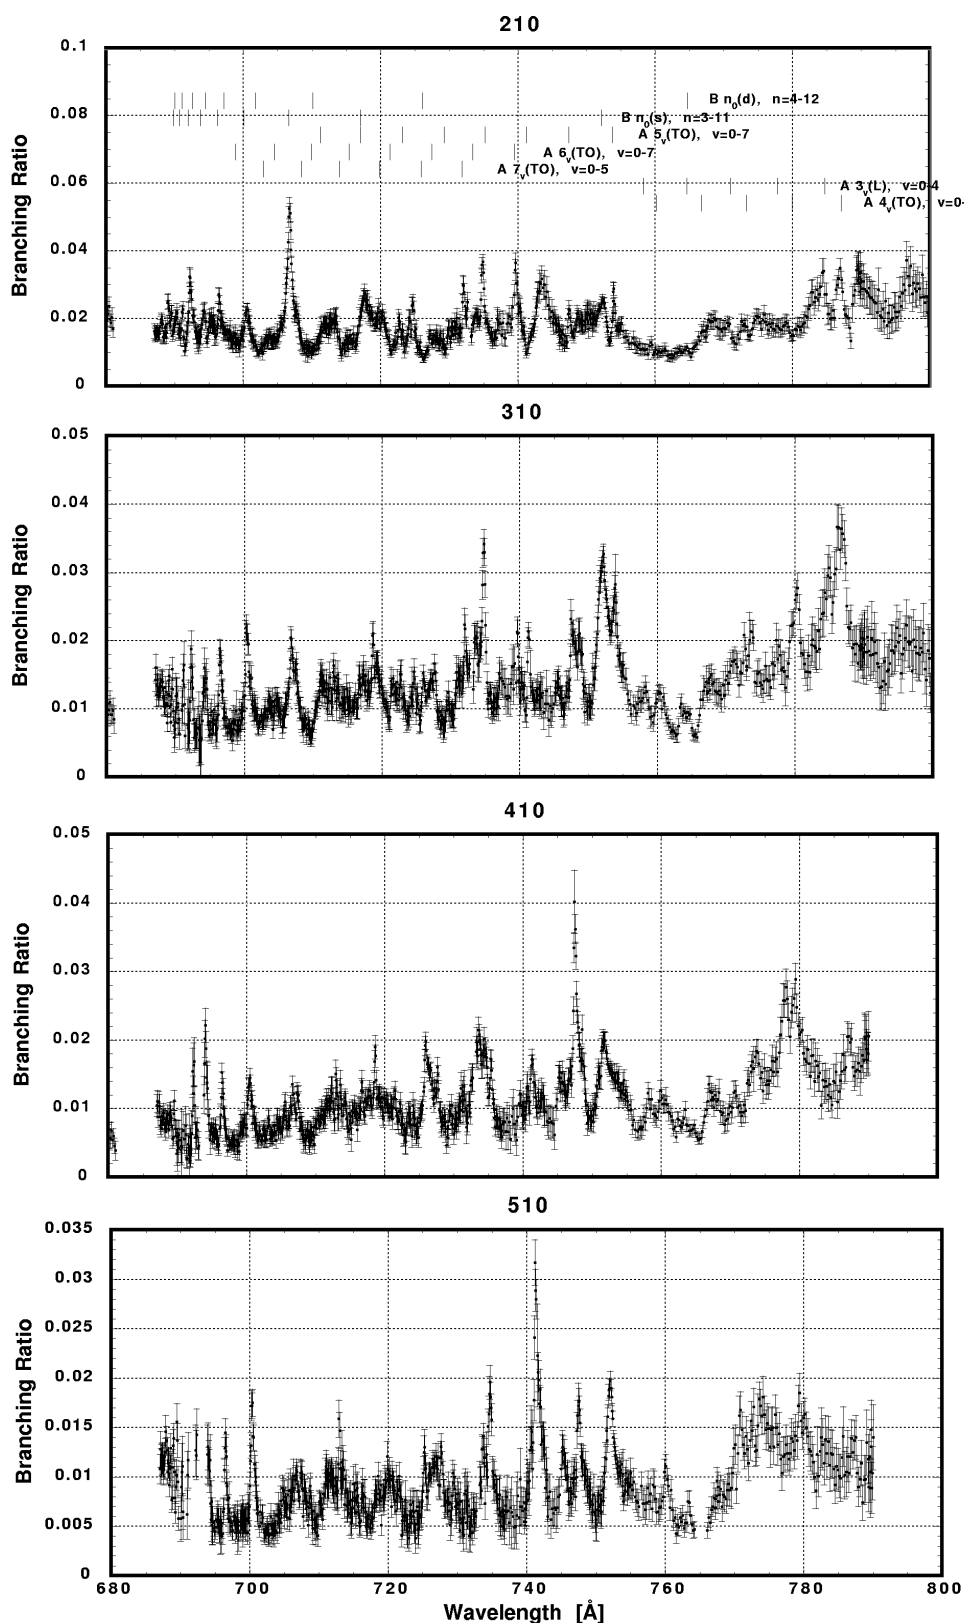 210
0.1
0.08
0.06
0.04
0.02
0
Branching Ratio
B n0(d), n=4-12
B n0(s), n=3-11
A 5v(TO), v=0-7
A 6v(TO), v=0-7
A 7v(TO), v=0-5
A 3v(L), v=0-4
A 4v(TO), v=0-
310
0.05
0.04
0.03
0.02
0.01
0
Branching Ratio
410
0.05
0.04
0.03
0.02
0.01
0
Branching Ratio
510
0.035
0.03
0.025
0.02
0.015
0.01
0.005
0
Branching Ratio
680 700 720 740 760 780 800
Wavelength [Å]